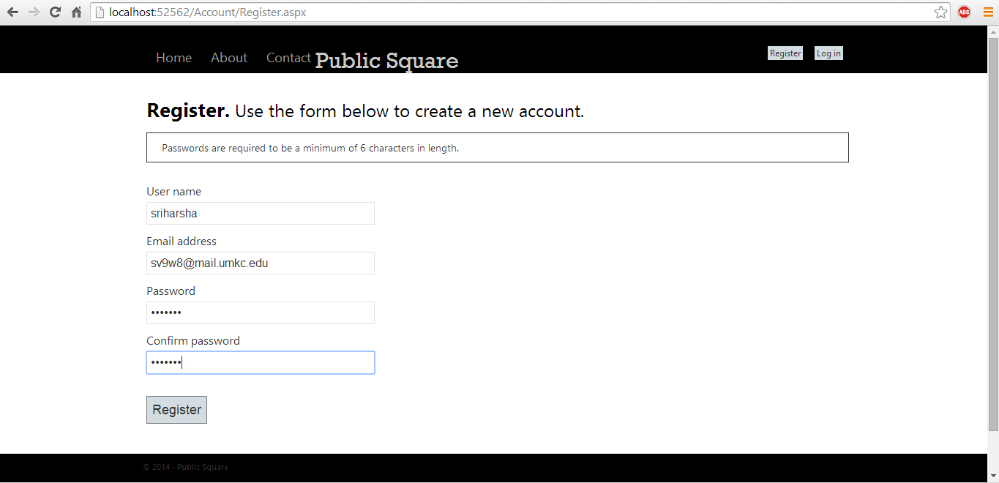 localhost:52562/Account/Register.aspx
ABS
Home About Contact Public Square Register Log in
Register. Use the form below to create a new account.
Passwords are required to be a minimum of 6 characters in length.
User name
sriharsha
Email address
sv9w8@mail.umkc.edu
Password
•••••••
Confirm password
•••••••
Register
© 2014 - Public Square